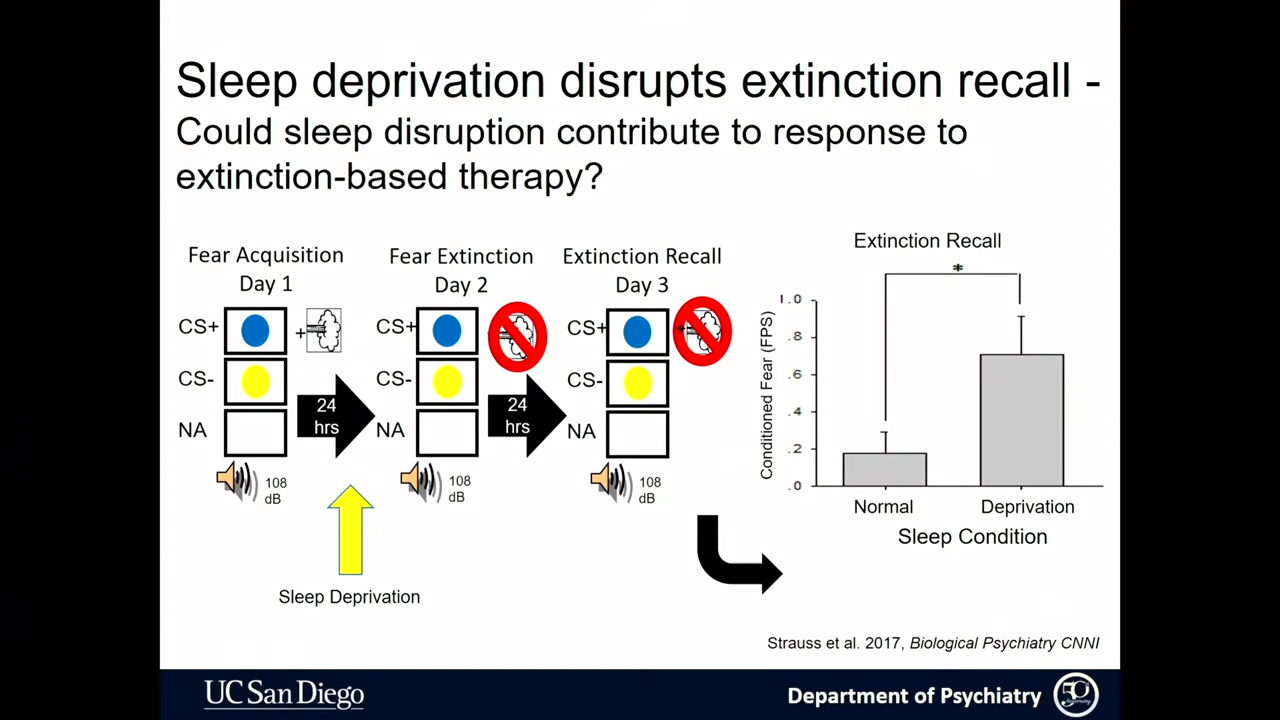 Sleep deprivation disrupts extinction recall -
Could sleep disruption contribute to response to
extinction-based therapy?
Fear Acquisition
Day 1
CS+
+
CS-
NA
24
hrs
108
dB
Fear Extinction
Day 2
CS+
CS-
NA
24
hrs
108
dB
Extinction Recall
Day 3
CS+
+
CS-
NA
108
dB
Sleep Deprivation
Extinction Recall
*
Conditioned Fear (FPS)
1.0
.8
.6
.4
.2
.0
Normal
Deprivation
Sleep Condition
Strauss et al. 2017, Biological Psychiatry CNNI
UC San Diego
Department of Psychiatry
50